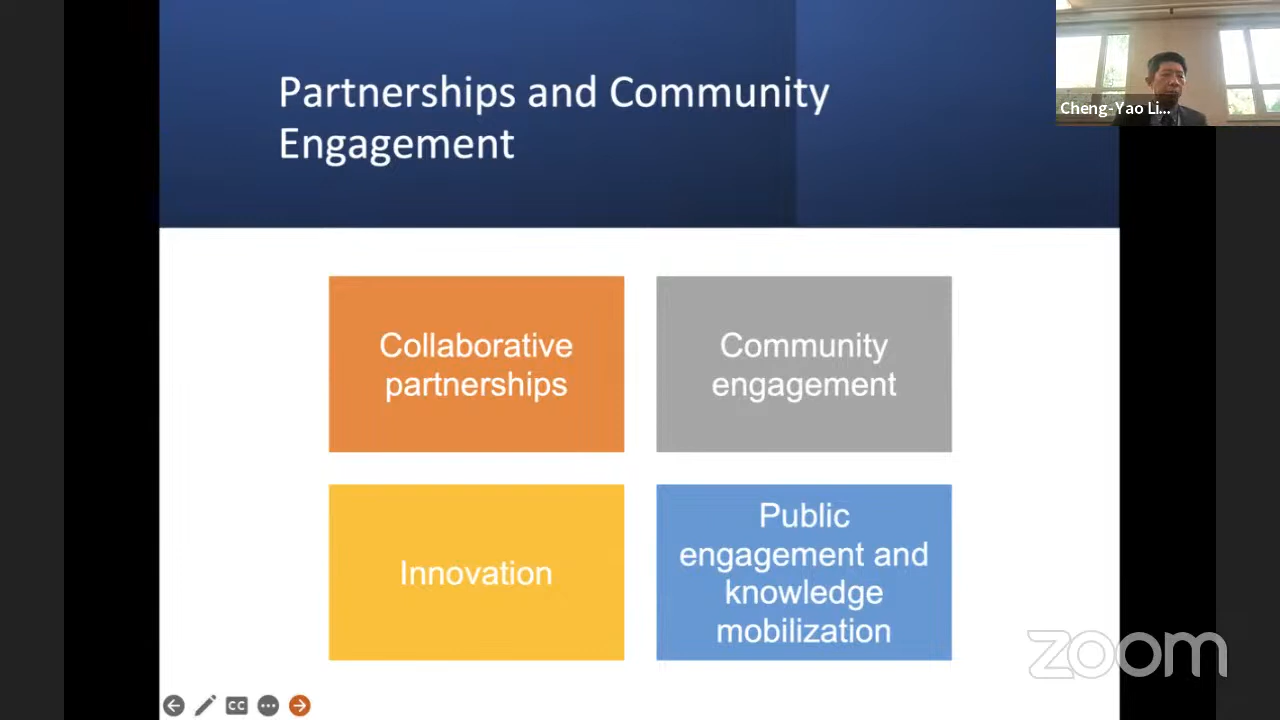 Partnerships and Community
Engagement
Cheng-Yao Li...
Collaborative
partnerships
Community
engagement
Innovation
Public
engagement and
knowledge
mobilization
CC
zoom